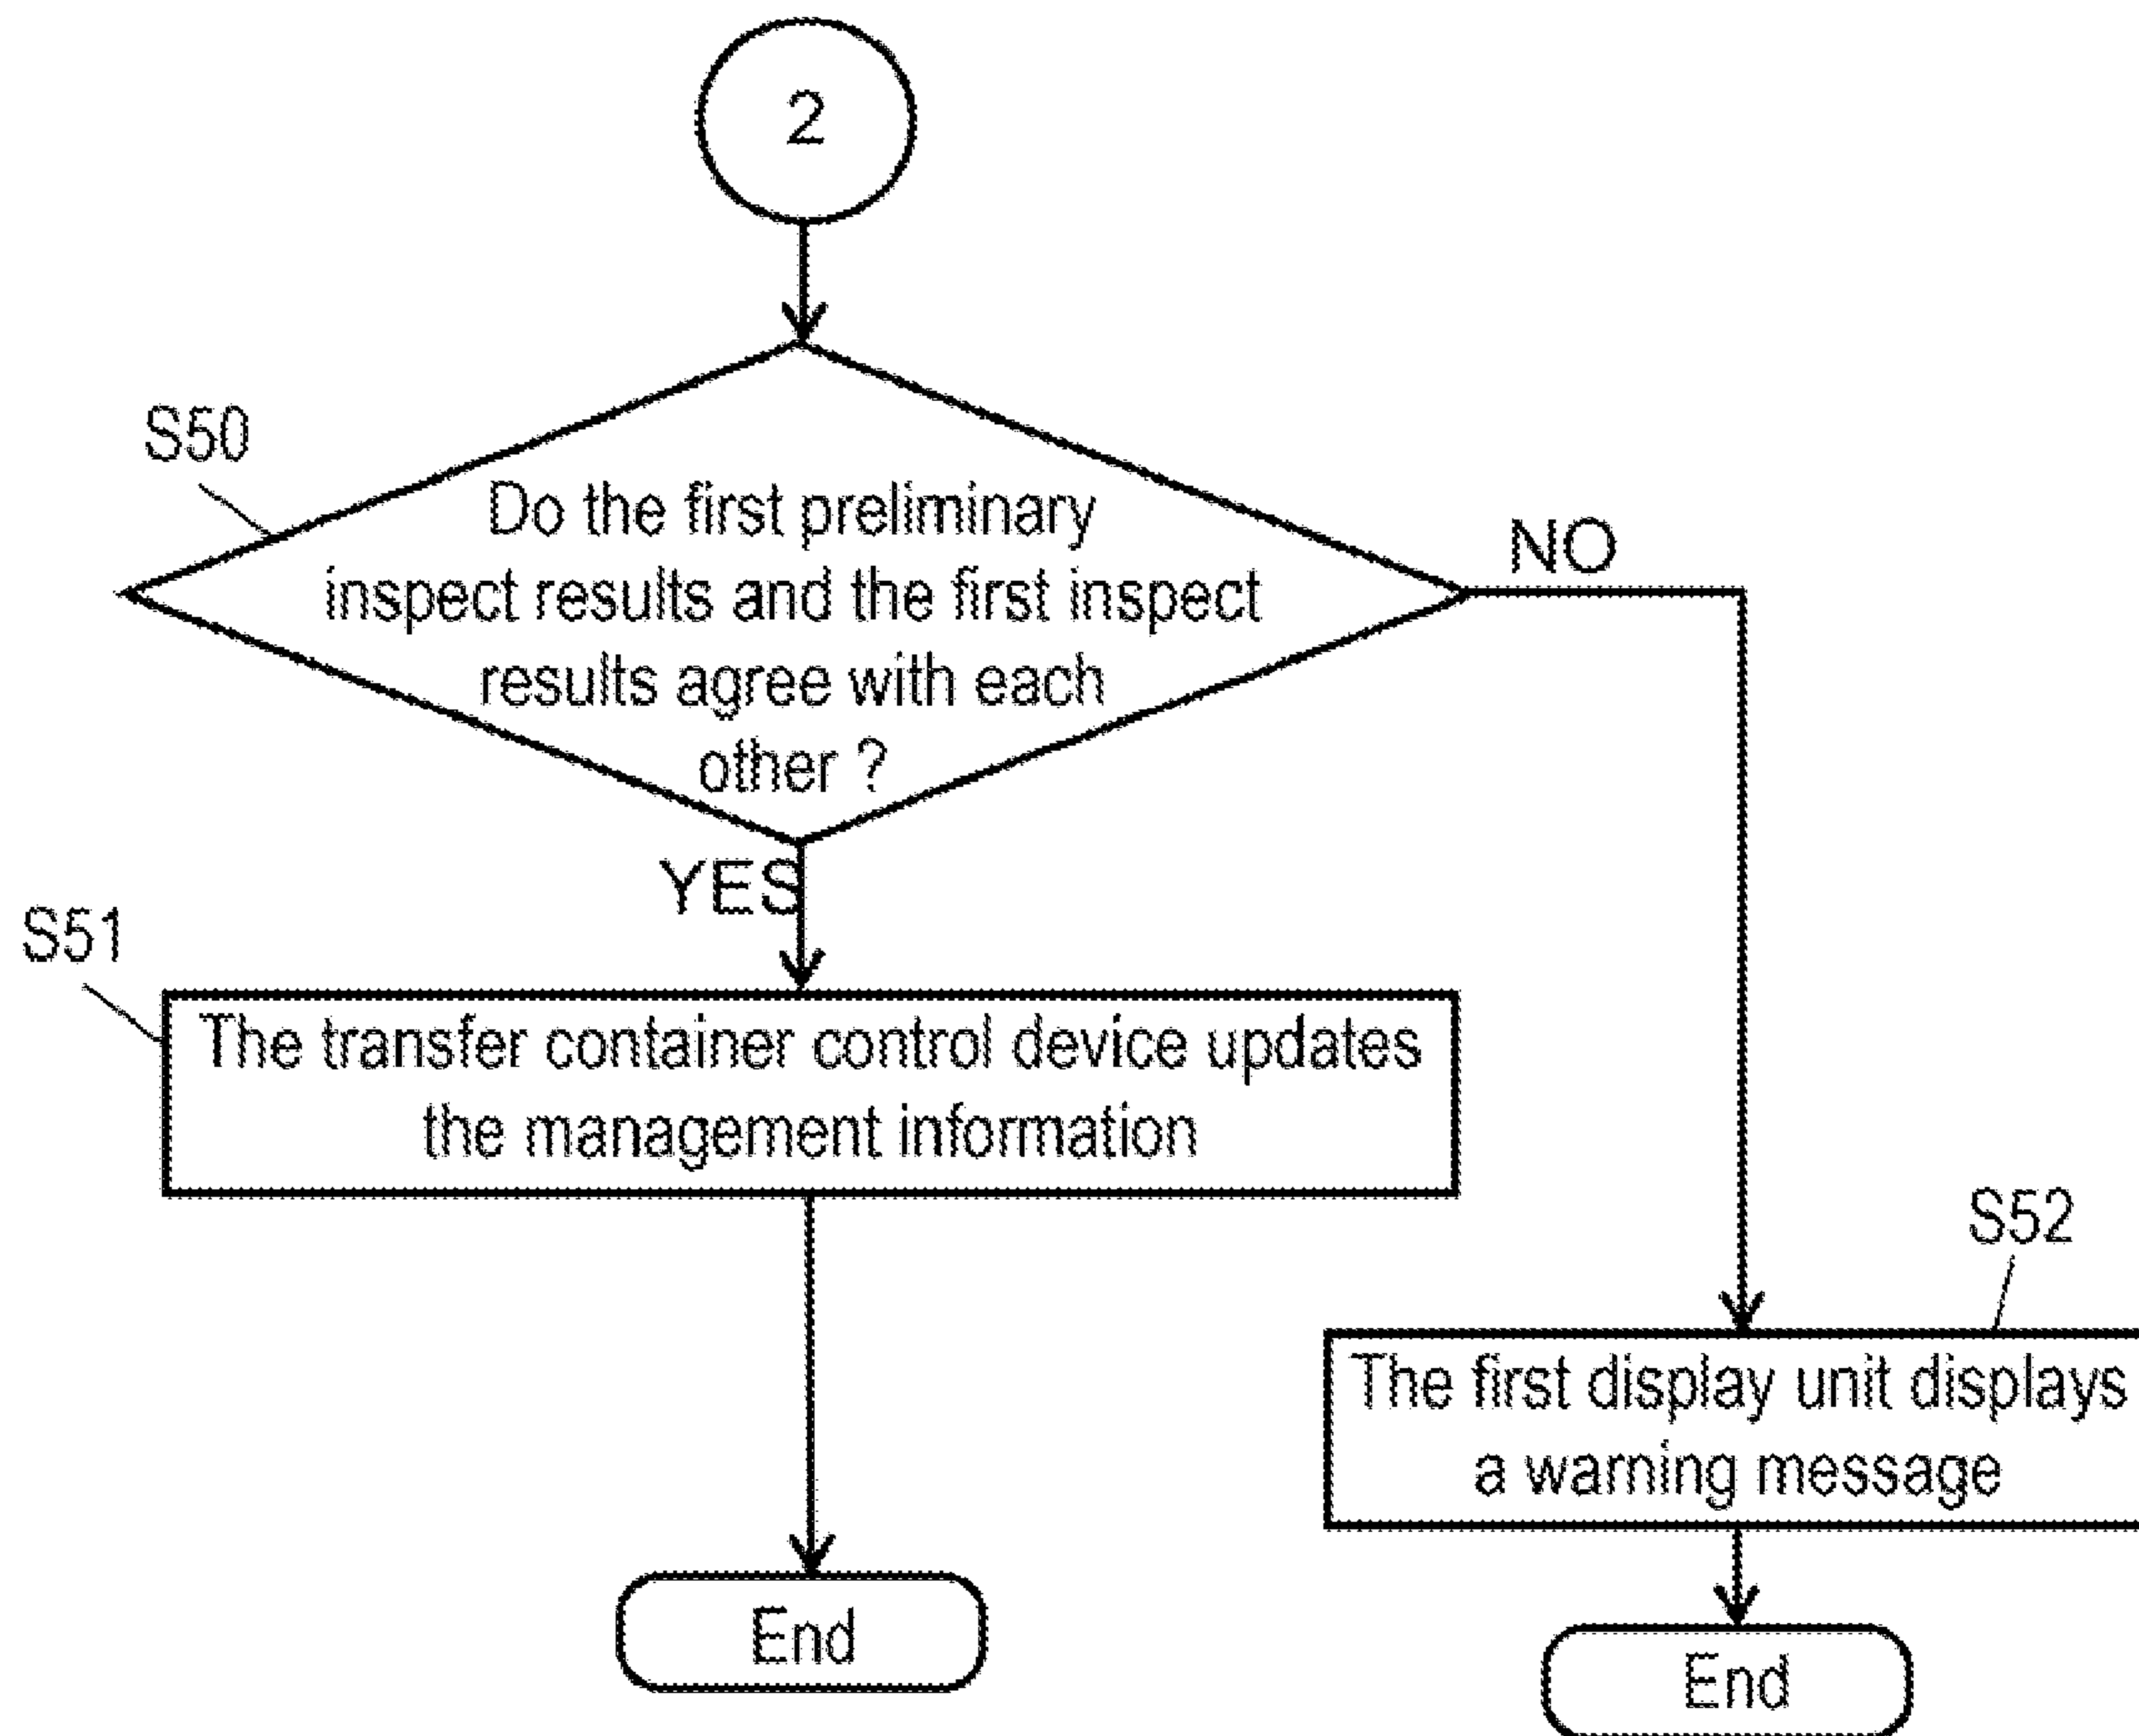 2
S50
Do the first preliminary
inspect results and the first inspect
results agree with each
other ?
NO
YES
S51
The transfer container control device updates
the management information
S52
The first display unit displays
a warning message
End
End